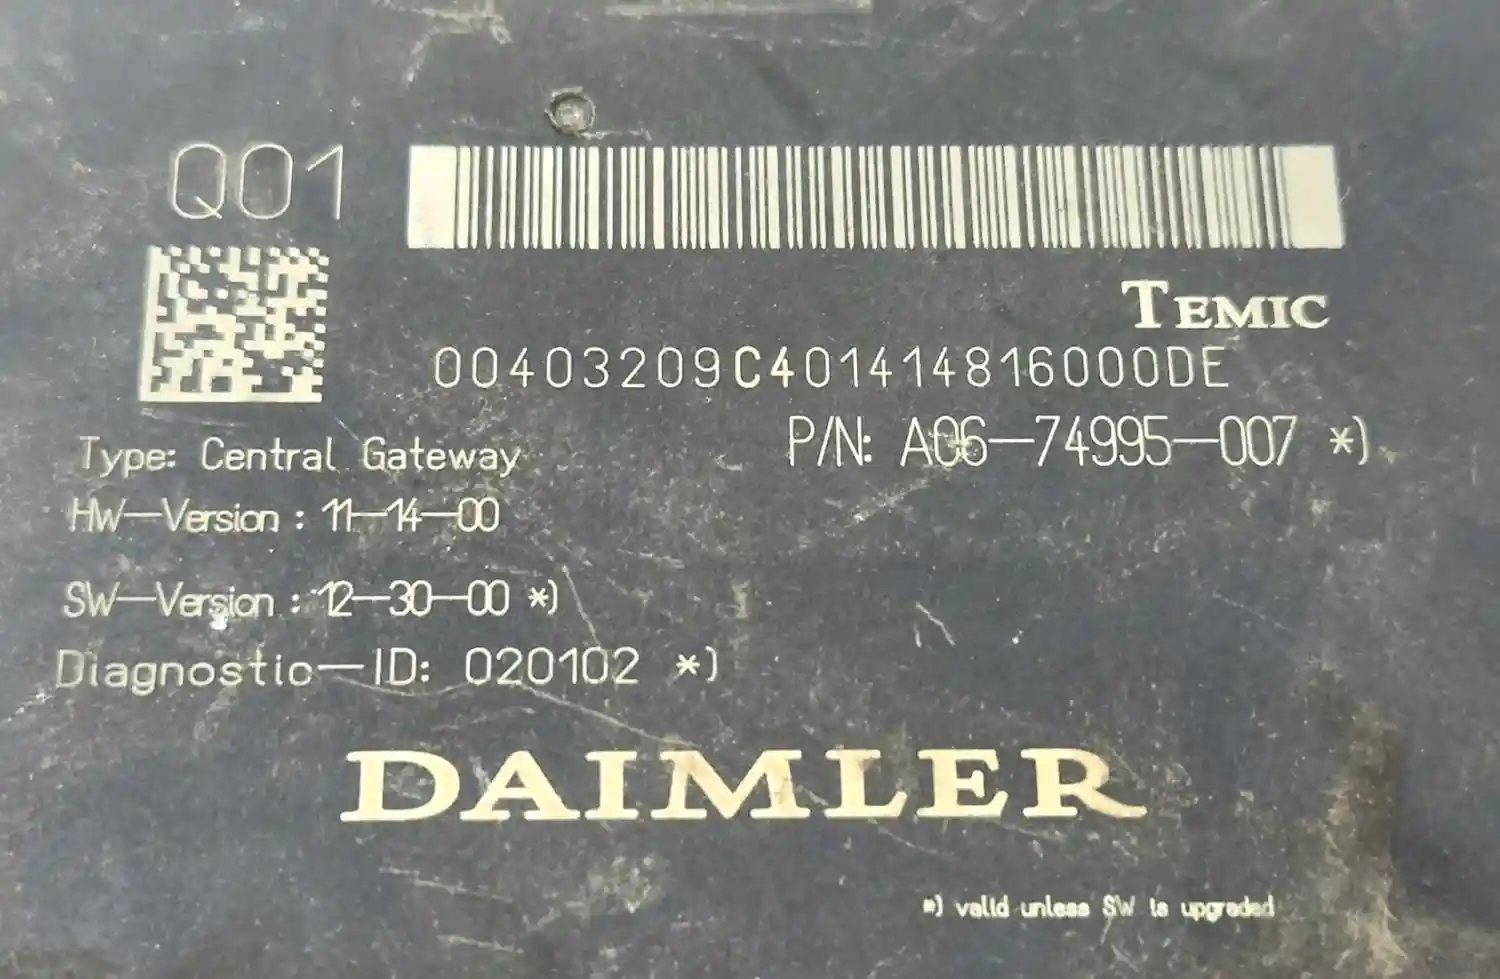 Q01
TEMIC
00403209C401414816000DE
P/N: A06-74995-007 *)
Type: Central Gateway
HW-Version : 11-14-00
SW-Version : 12-30-00 *)
Diagnostic-ID: 020102 *)
DAIMLER
*) valid unless SW is upgraded